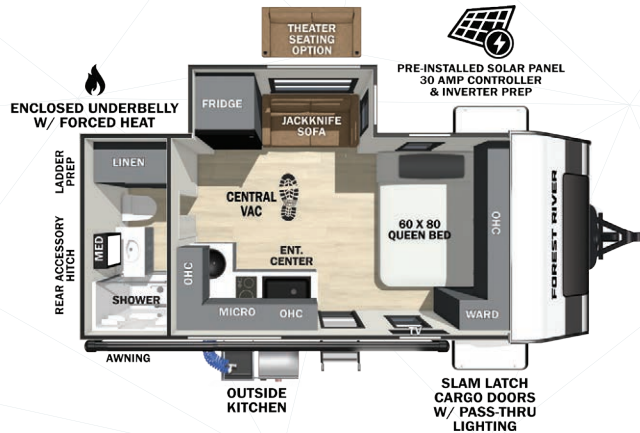 THEATER
SEATING
OPTION
PRE-INSTALLED SOLAR PANEL
30 AMP CONTROLLER
& INVERTER PREP
ENCLOSED UNDERBELLY
W/ FORCED HEAT
FRIDGE
JACKKNIFE
SOFA
LADDER
PREP
LINEN
CENTRAL
VAC
60 X 80
QUEEN BED
OHC
FOREST RIVER
REAR ACCESSORY
HITCH
MED
ENT.
CENTER
OHC
SHOWER
MICRO
OHC
WARD
TV
AWNING
OUTSIDE
KITCHEN
SLAM LATCH
CARGO DOORS
W/ PASS-THRU
LIGHTING